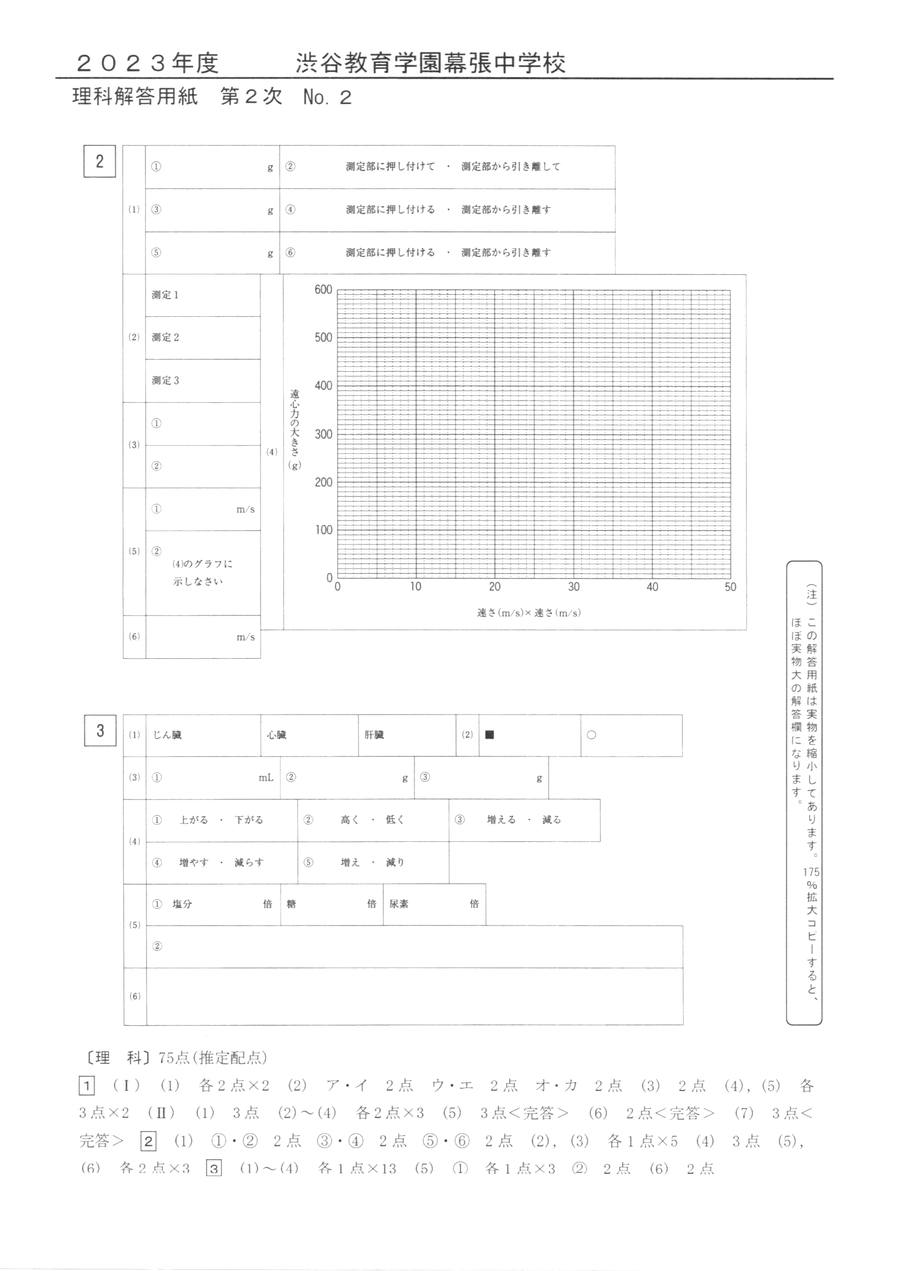 2023年度 渋谷教育学園幕張中学校
理科解答用紙 第2次 No. 2
2
(1) ① g ② 測定部に押し付けて ・ 測定部から引き離して
③ g ④ 測定部に押し付ける ・ 測定部から引き離す
⑤ g ⑥ 測定部に押し付ける ・ 測定部から引き離す
(2) 測定1
測定2
測定3
(3) ①
②
(4)
遠心力の大きさ(g)
600
500
400
300
200
100
0
0 10 20 30 40 50
速さ(m/s)×速さ(m/s)
(5) ① m/s
② (4)のグラフに
示しなさい
(6) m/s
3
(1) じん臓 心臓 肝臓 (2) ■ ○
(3) ① mL ② g ③ g
(4) ① 上がる ・ 下がる ② 高く ・ 低く ③ 増える ・ 減る
④ 増やす ・ 減らす ⑤ 増え ・ 減り
(5) ① 塩分 倍 糖 倍 尿素 倍
②
(6)
(注) この解答用紙は実物を縮小してあります。175%拡大コピーすると、
ほぼ実物大の解答欄になります。
〔理 科〕75点(推定配点)
1 (Ⅰ) (1) 各2点×2 (2) ア・イ 2点 ウ・エ 2点 オ・カ 2点 (3) 2点 (4), (5) 各
3点×2 (Ⅱ) (1) 3点 (2)～(4) 各2点×3 (5) 3点＜完答＞ (6) 2点＜完答＞ (7) 3点＜
完答＞ 2 (1) ①・② 2点 ③・④ 2点 ⑤・⑥ 2点 (2), (3) 各1点×5 (4) 3点 (5),
(6) 各2点×3 3 (1)～(4) 各1点×13 (5) ① 各1点×3 ② 2点 (6) 2点